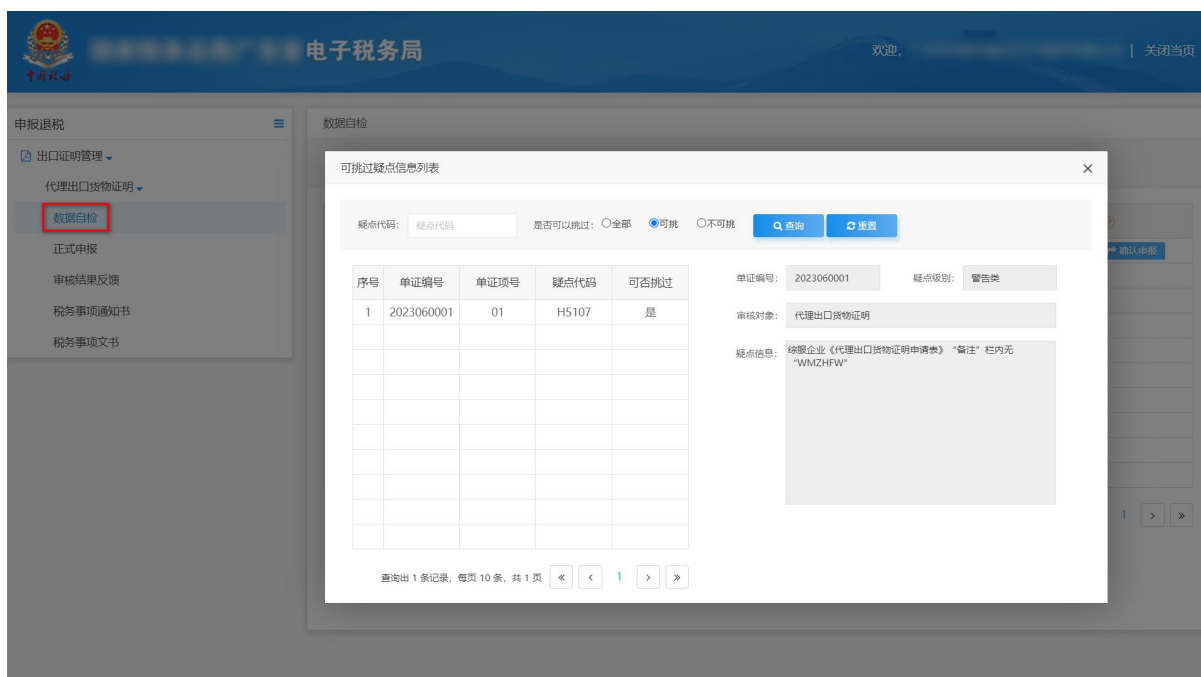 电子税务局
欢迎,
| 关闭当页
中国税务
申报退税
数据自检
出口证明管理
代理出口货物证明
数据自检
正式申报
审核结果反馈
税务事项通知书
税务事项文书
确认申报
可挑过疑点信息列表
疑点代码: 疑点代码 是否可以挑过: 全部 可挑 不可挑 查询 重置
序号 单证编号 单证项号 疑点代码 可否挑过
1 2023060001 01 H5107 是
单证编号: 2023060001 疑点级别: 警告类
审核对象: 代理出口货物证明
疑点信息: 综服企业《代理出口货物证明申请表》 “备注”栏内无
“WMZHFW”
查询出 1 条记录, 每页 10 条, 共 1 页 « ‹ 1 › »
1 › »